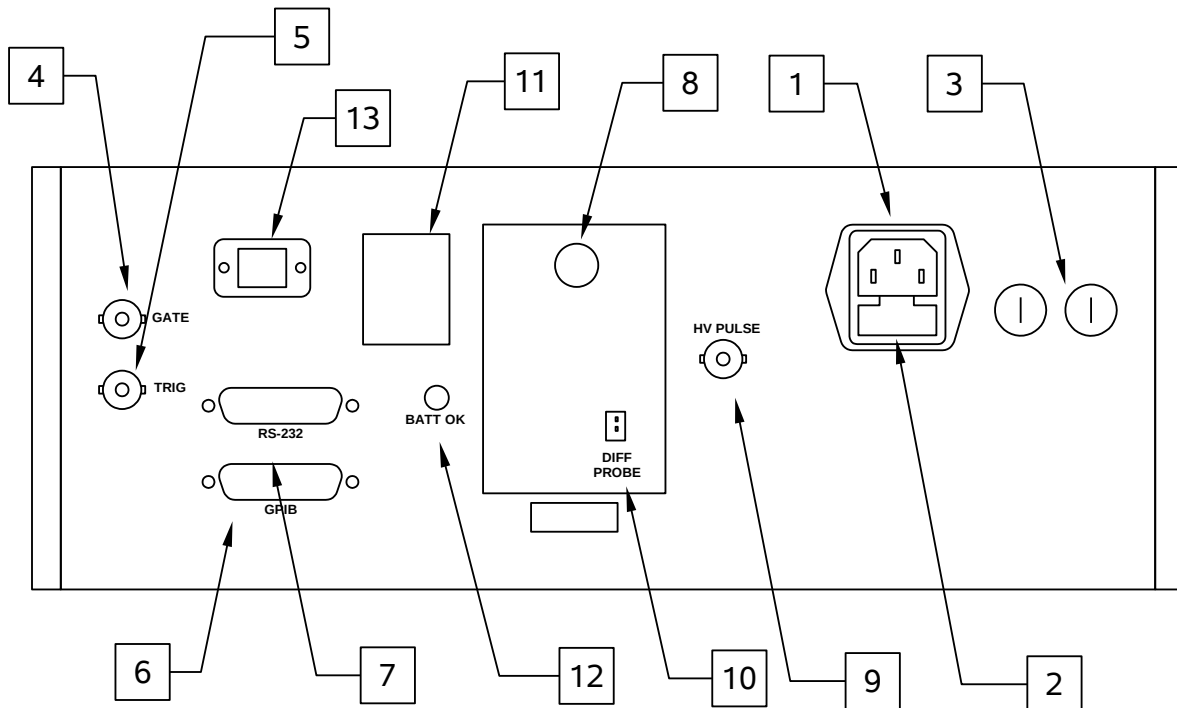 5
4
11
8
1
3
13
GATE
TRIG
HV PULSE
BATT OK
RS-232
DIFF
PROBE
GPIB
6
7
12
10
9
2